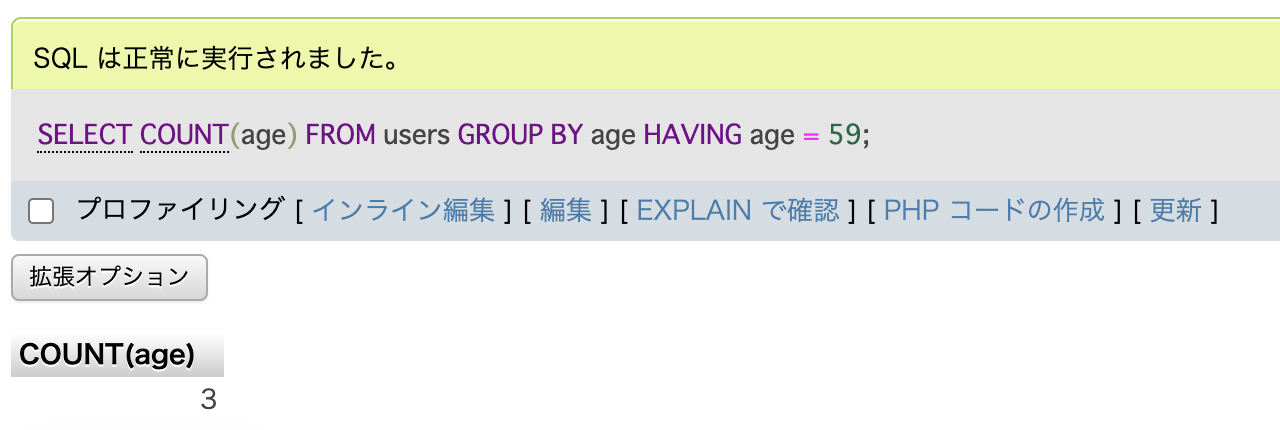 SQL は正常に実行されました。
SELECT COUNT(age) FROM users GROUP BY age HAVING age = 59;
プロファイリング [ インライン編集 ] [ 編集 ] [ EXPLAIN で確認 ] [ PHP コードの作成 ] [ 更新 ]
拡張オプション
COUNT(age)
3